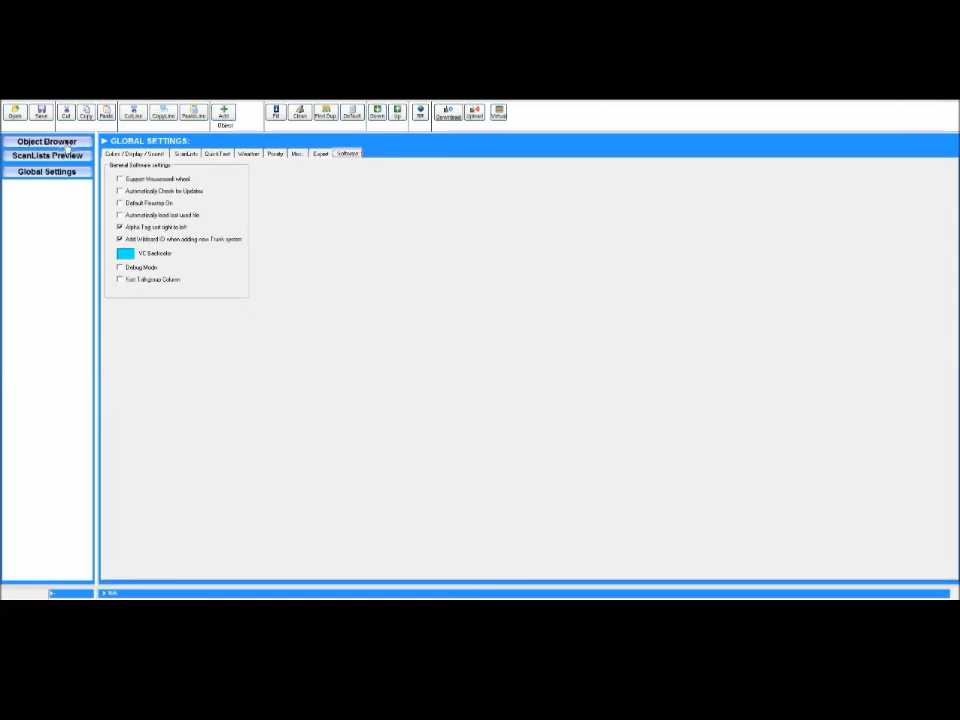 Open Save Cut Copy Paste CutLine CopyLine PasteLine Add Fill Clean Find Dup Default Down Up RR Download Upload Virtual
Object
Object Browser
ScanLists PreView
Global Settings
GLOBAL SETTINGS:
Colors / Display / Sound ScanLists QuickText Weather Priority Misc. Expert Software
General Software settings
Support Mousescroll wheel
Automatically Check for Updates
Default Flexstep On
Automatically load last used file
Alpha Tag sort right to left
Add Wildcard ID when adding new Trunk system
VC Backcolor
Debug Mode
Sort Talkgroup Column